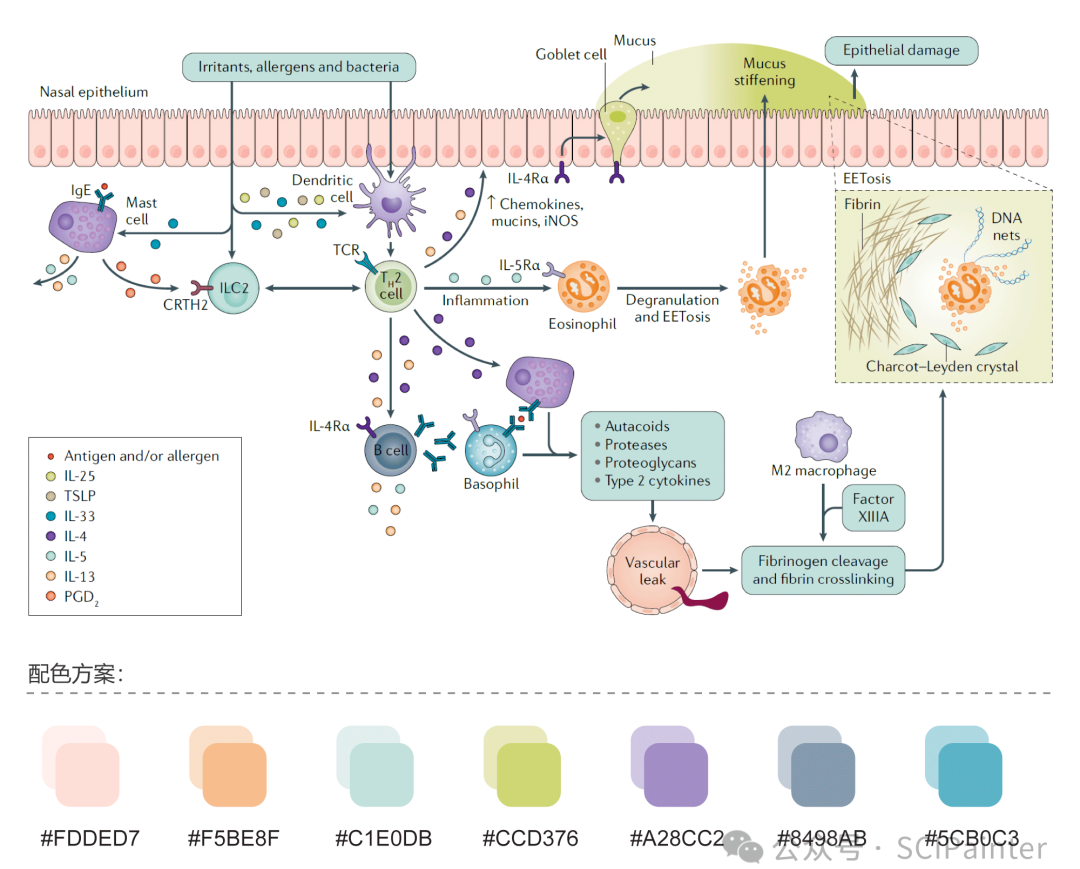 Irritants, allergens and bacteria
Nasal epithelium
Goblet cell
Mucus
Mucus
stiffening
Epithelial damage
IgE
Mast
cell
Dendritic
cell
IL-4Rα
↑ Chemokines,
mucins, iNOS
EETosis
Fibrin
DNA
nets
Charcot–Leyden crystal
CRTH2
ILC2
TCR
TH2
cell
Inflammation
IL-5Rα
Eosinophil
Degranulation
and EETosis
IL-4Rα
B cell
Basophil
• Autacoids
• Proteases
• Proteoglycans
• Type 2 cytokines
M2 macrophage
Factor
XIIIA
Vascular
leak
Fibrinogen cleavage
and fibrin crosslinking
Antigen and/or allergen
IL-25
TSLP
IL-33
IL-4
IL-5
IL-13
PGD2
配色方案：
#FDDED7
#F5BE8F
#C1E0DB
#CCD376
#A28CC2
#8498AB
#5CB0C3
公众号 · SCIPainter